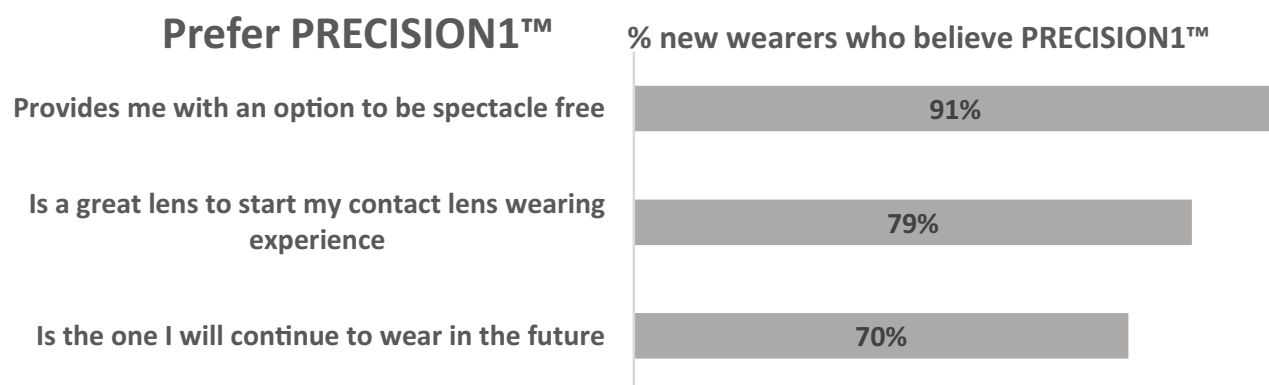 Prefer PRECISION1™
% new wearers who believe PRECISION1™
Provides me with an option to be spectacle free
91%
Is a great lens to start my contact lens wearing
experience
79%
Is the one I will continue to wear in the future
70%